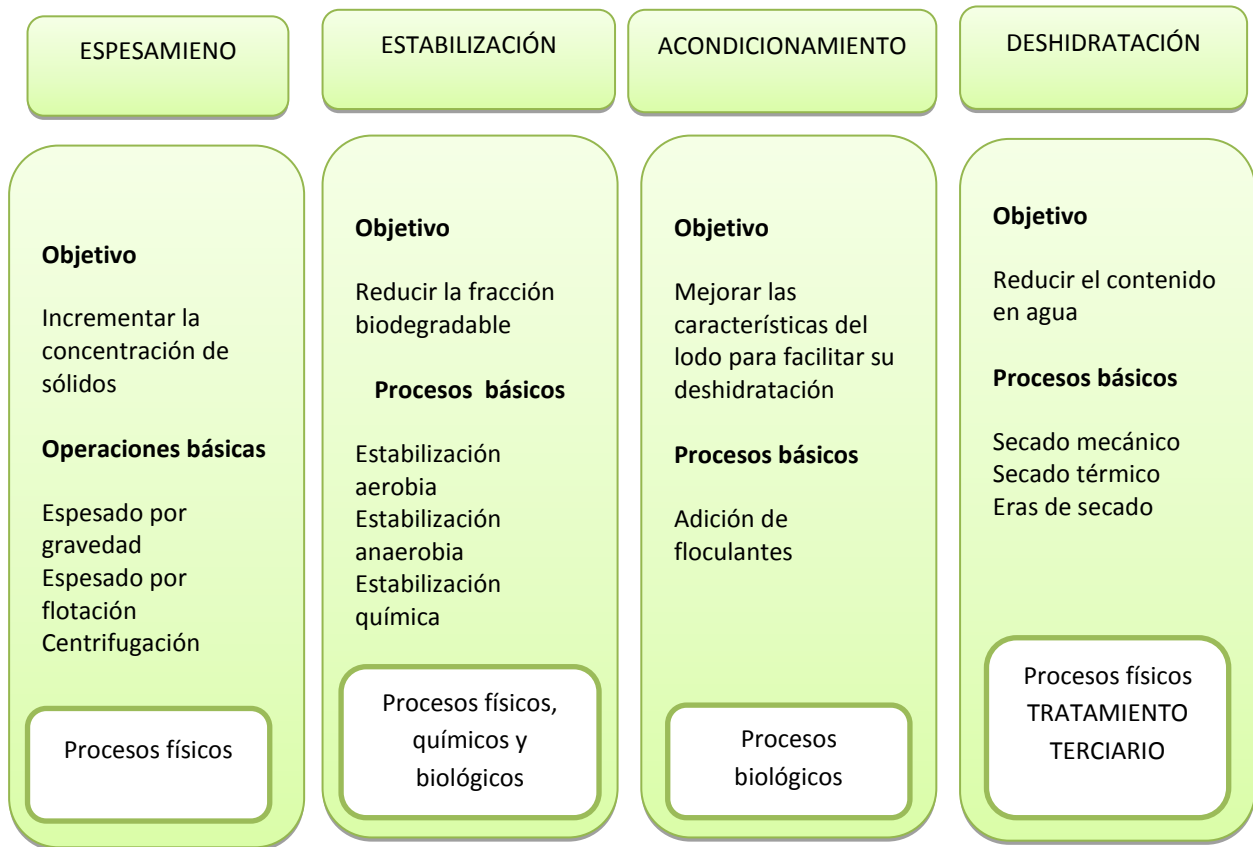 ESPESAMIENO
ESTABILIZACIÓN
ACONDICIONAMIENTO
DESHIDRATACIÓN
Objetivo
Incrementar la
concentración de
sólidos
Operaciones básicas
Espesado por
gravedad
Espesado por
flotación
Centrifugación
Procesos físicos
Objetivo
Reducir la fracción
biodegradable
Procesos básicos
Estabilización
aerobia
Estabilización
anaerobia
Estabilización
química
Procesos físicos,
químicos y
biológicos
Objetivo
Mejorar las
características del
lodo para facilitar su
deshidratación
Procesos básicos
Adición de
floculantes
Procesos
biológicos
Objetivo
Reducir el contenido
en agua
Procesos básicos
Secado mecánico
Secado térmico
Eras de secado
Procesos físicos
TRATAMIENTO
TERCIARIO